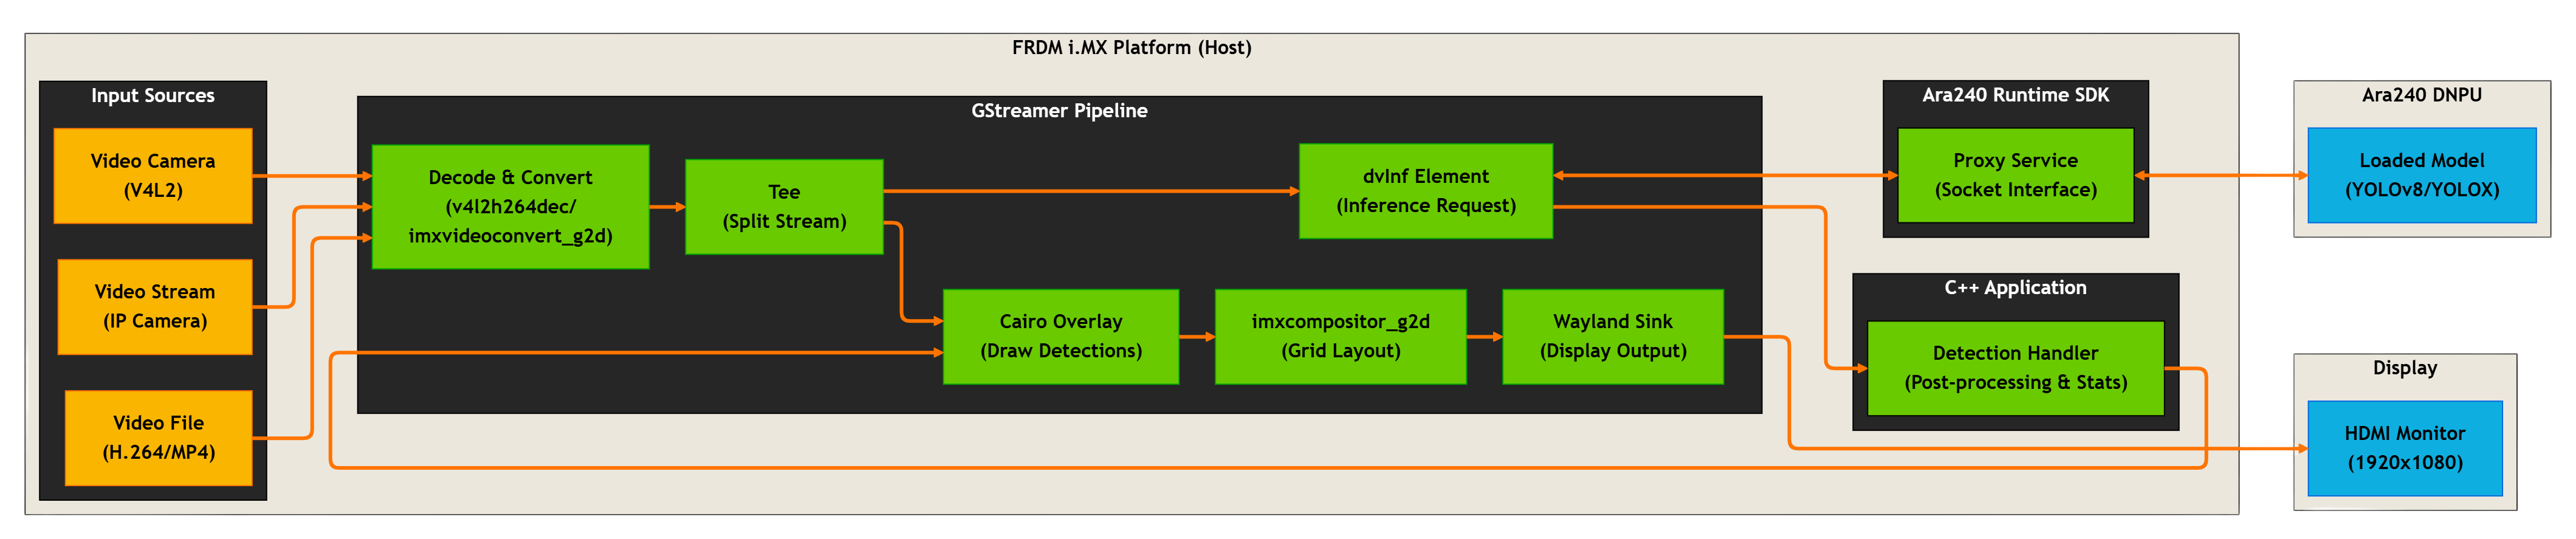 FRDM i.MX Platform (Host)
Input Sources
Video Camera
(V4L2)
Video Stream
(IP Camera)
Video File
(H.264/MP4)
GStreamer Pipeline
Decode & Convert
(v4l2h264dec/
imxvideoconvert_g2d)
Tee
(Split Stream)
dvInf Element
(Inference Request)
Cairo Overlay
(Draw Detections)
imxcompositor_g2d
(Grid Layout)
Wayland Sink
(Display Output)
Ara240 Runtime SDK
Proxy Service
(Socket Interface)
C++ Application
Detection Handler
(Post-processing & Stats)
Ara240 DNPU
Loaded Model
(YOLOv8/YOLOX)
Display
HDMI Monitor
(1920x1080)